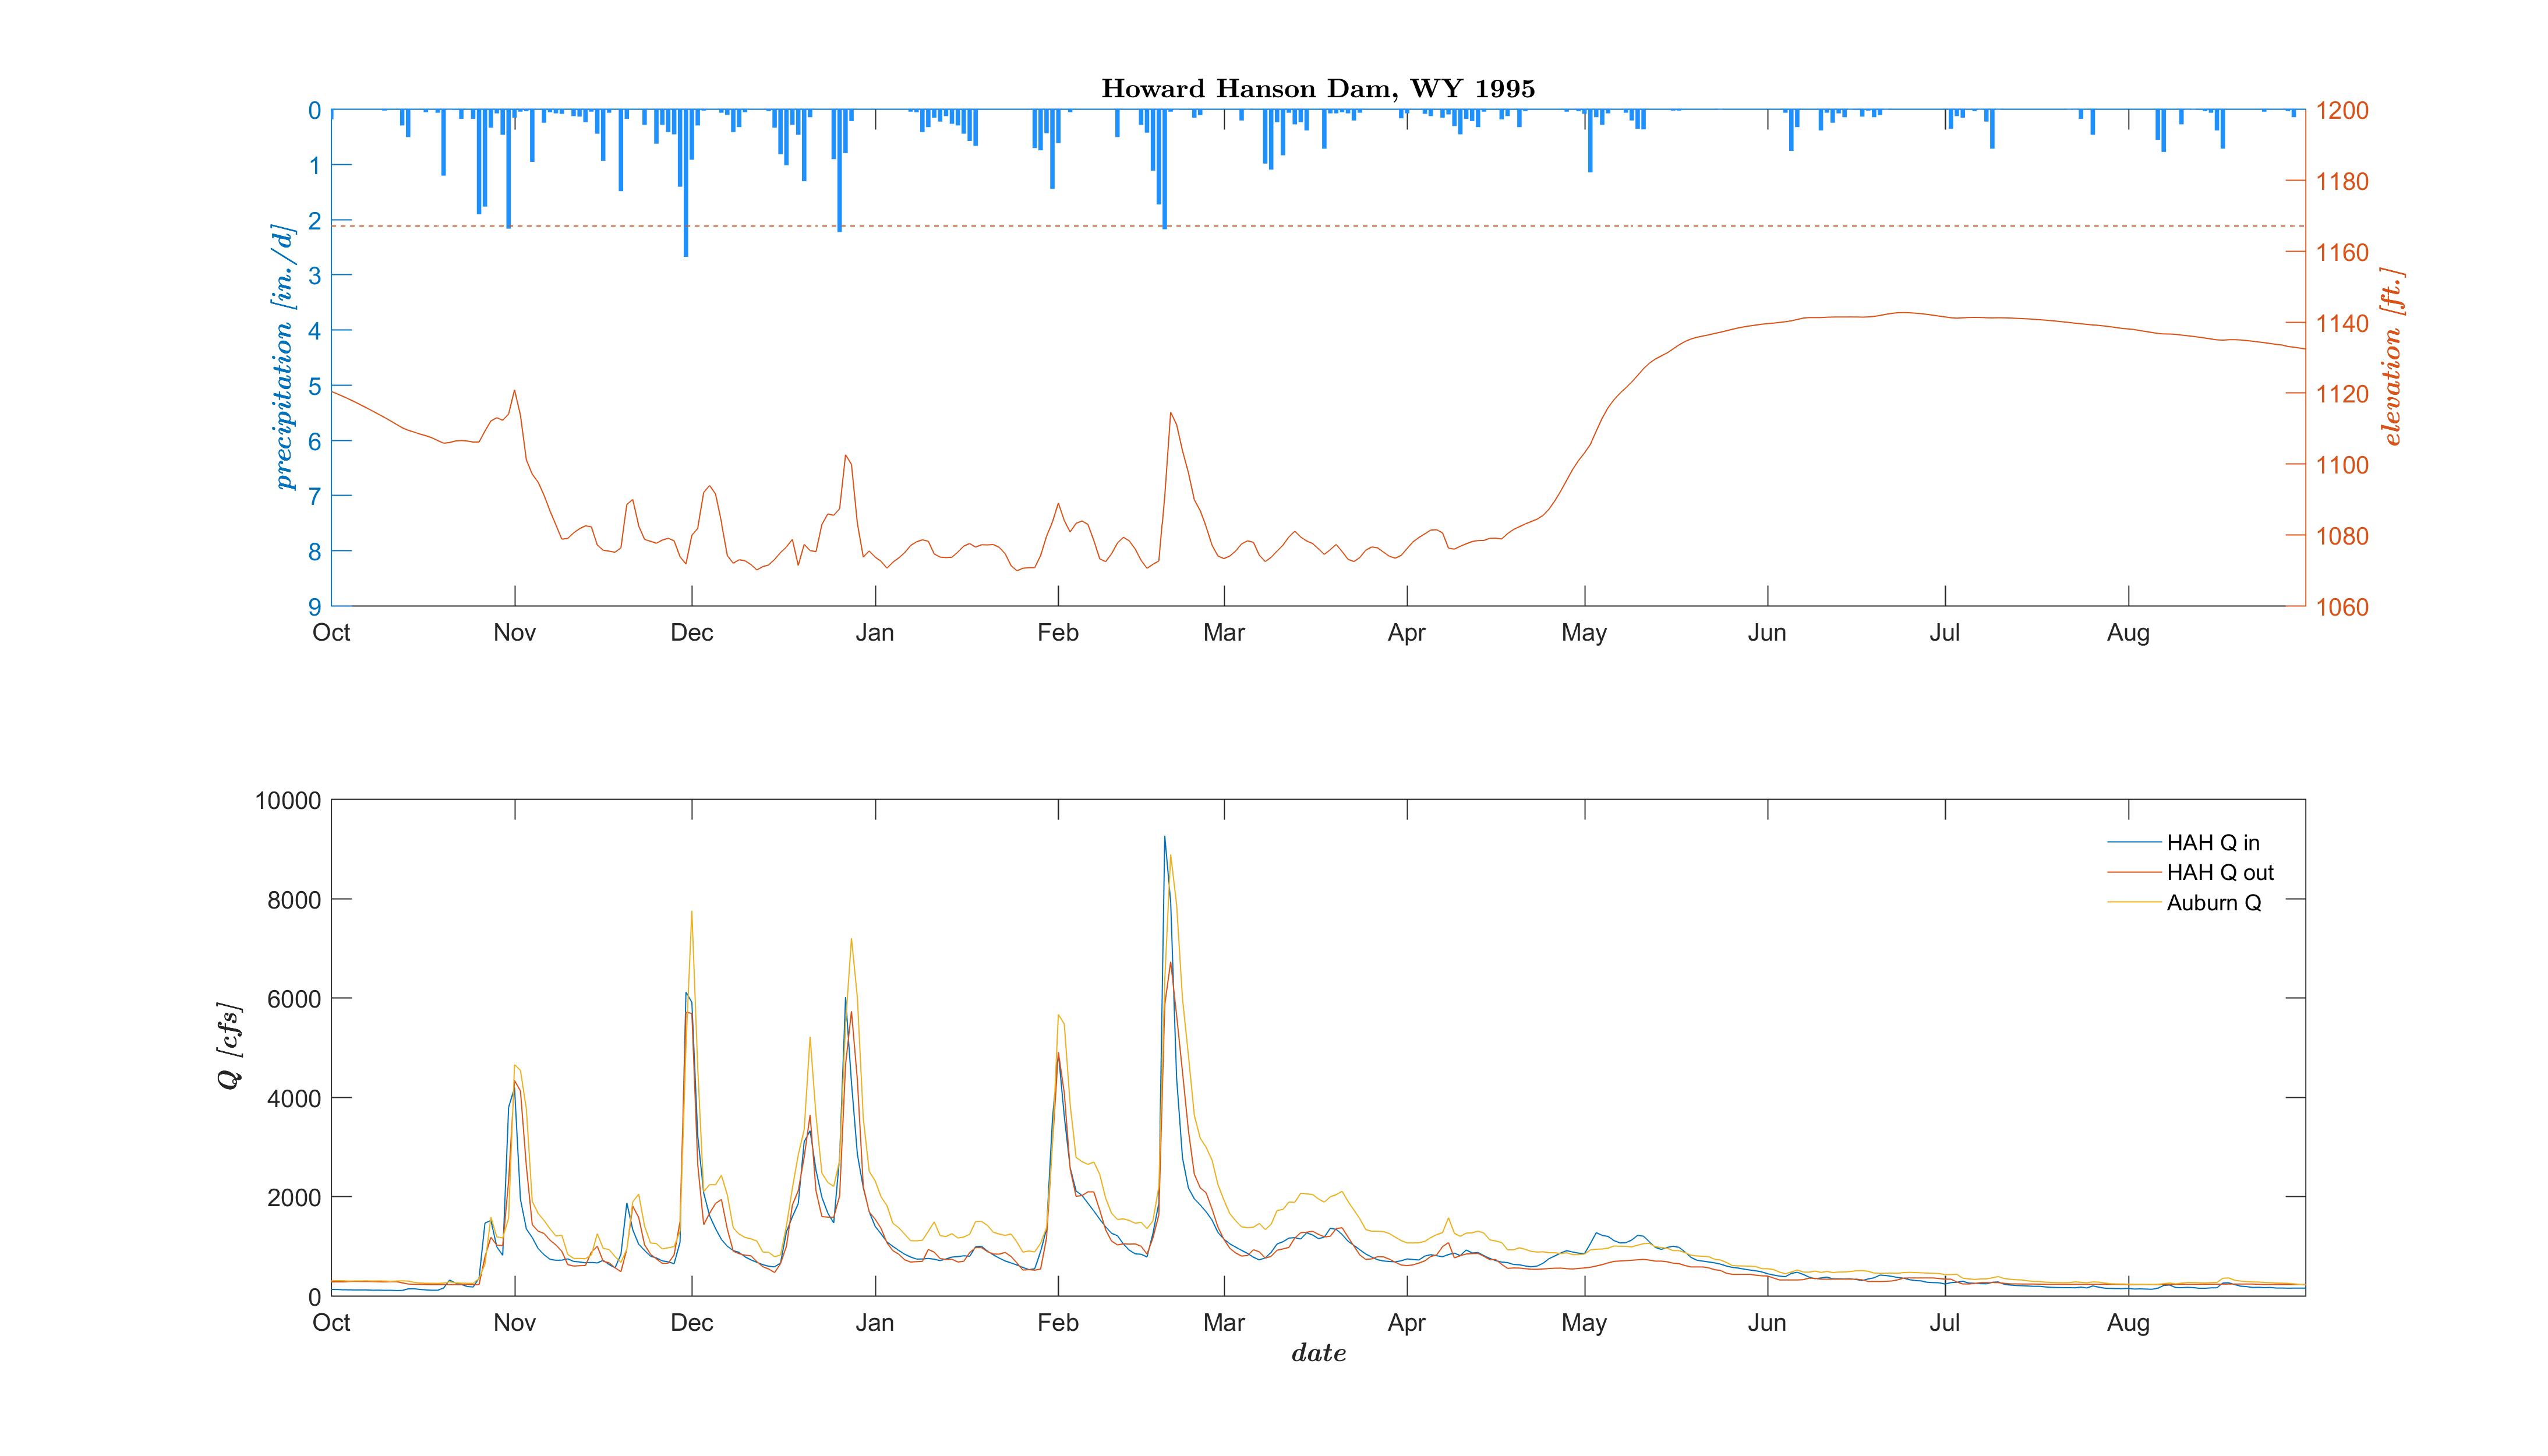 Howard Hanson Dam, WY 1995
0
1
2
3
4
5
6
7
8
9
precipitation [in./d]
1200
1180
1160
1140
1120
1100
1080
1060
elevation [ft.]
Oct Nov Dec Jan Feb Mar Apr May Jun Jul Aug
10000
8000
6000
4000
2000
0
Q [cfs]
HAH Q in
HAH Q out
Auburn Q
Oct Nov Dec Jan Feb Mar Apr May Jun Jul Aug
date